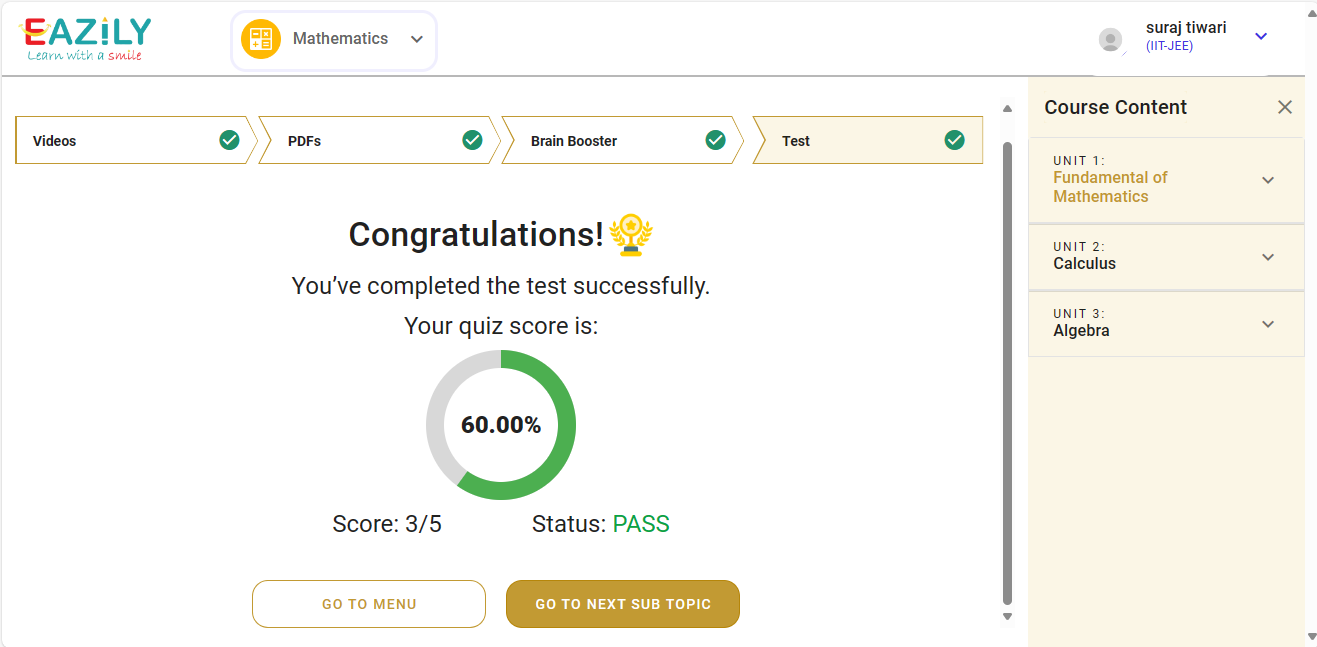 EAZiLY
Learn with a smile
Mathematics
suraj tiwari
(IIT-JEE)
Videos
PDFs
Brain Booster
Test
Congratulations!
You’ve completed the test successfully.
Your quiz score is:
60.00%
Score: 3/5
Status: PASS
GO TO MENU
GO TO NEXT SUB TOPIC
Course Content
UNIT 1:
Fundamental of
Mathematics
UNIT 2:
Calculus
UNIT 3:
Algebra